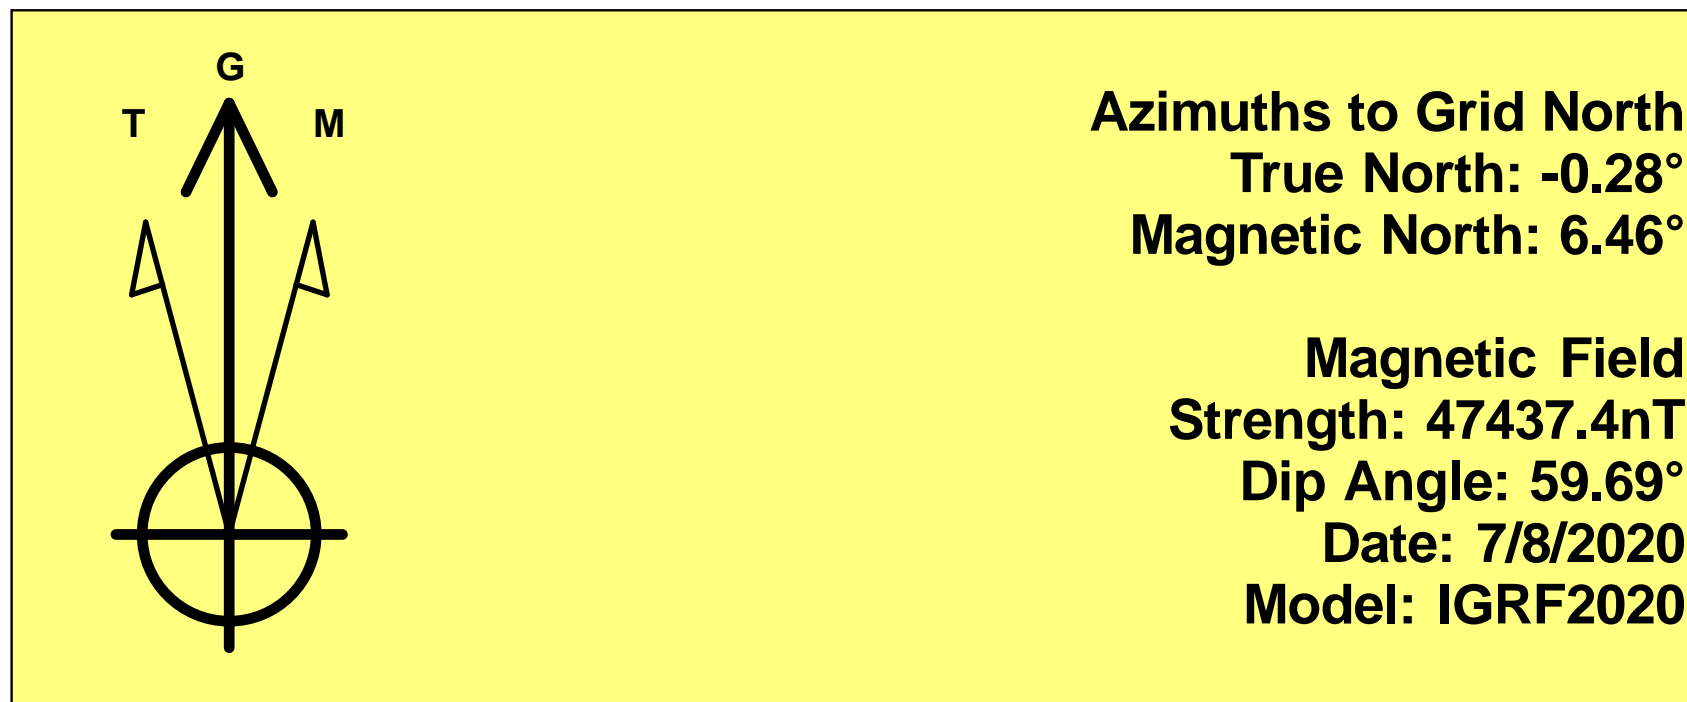 G
T M
Azimuths to Grid North
True North: -0.28°
Magnetic North: 6.46°
Magnetic Field
Strength: 47437.4nT
Dip Angle: 59.69°
Date: 7/8/2020
Model: IGRF2020